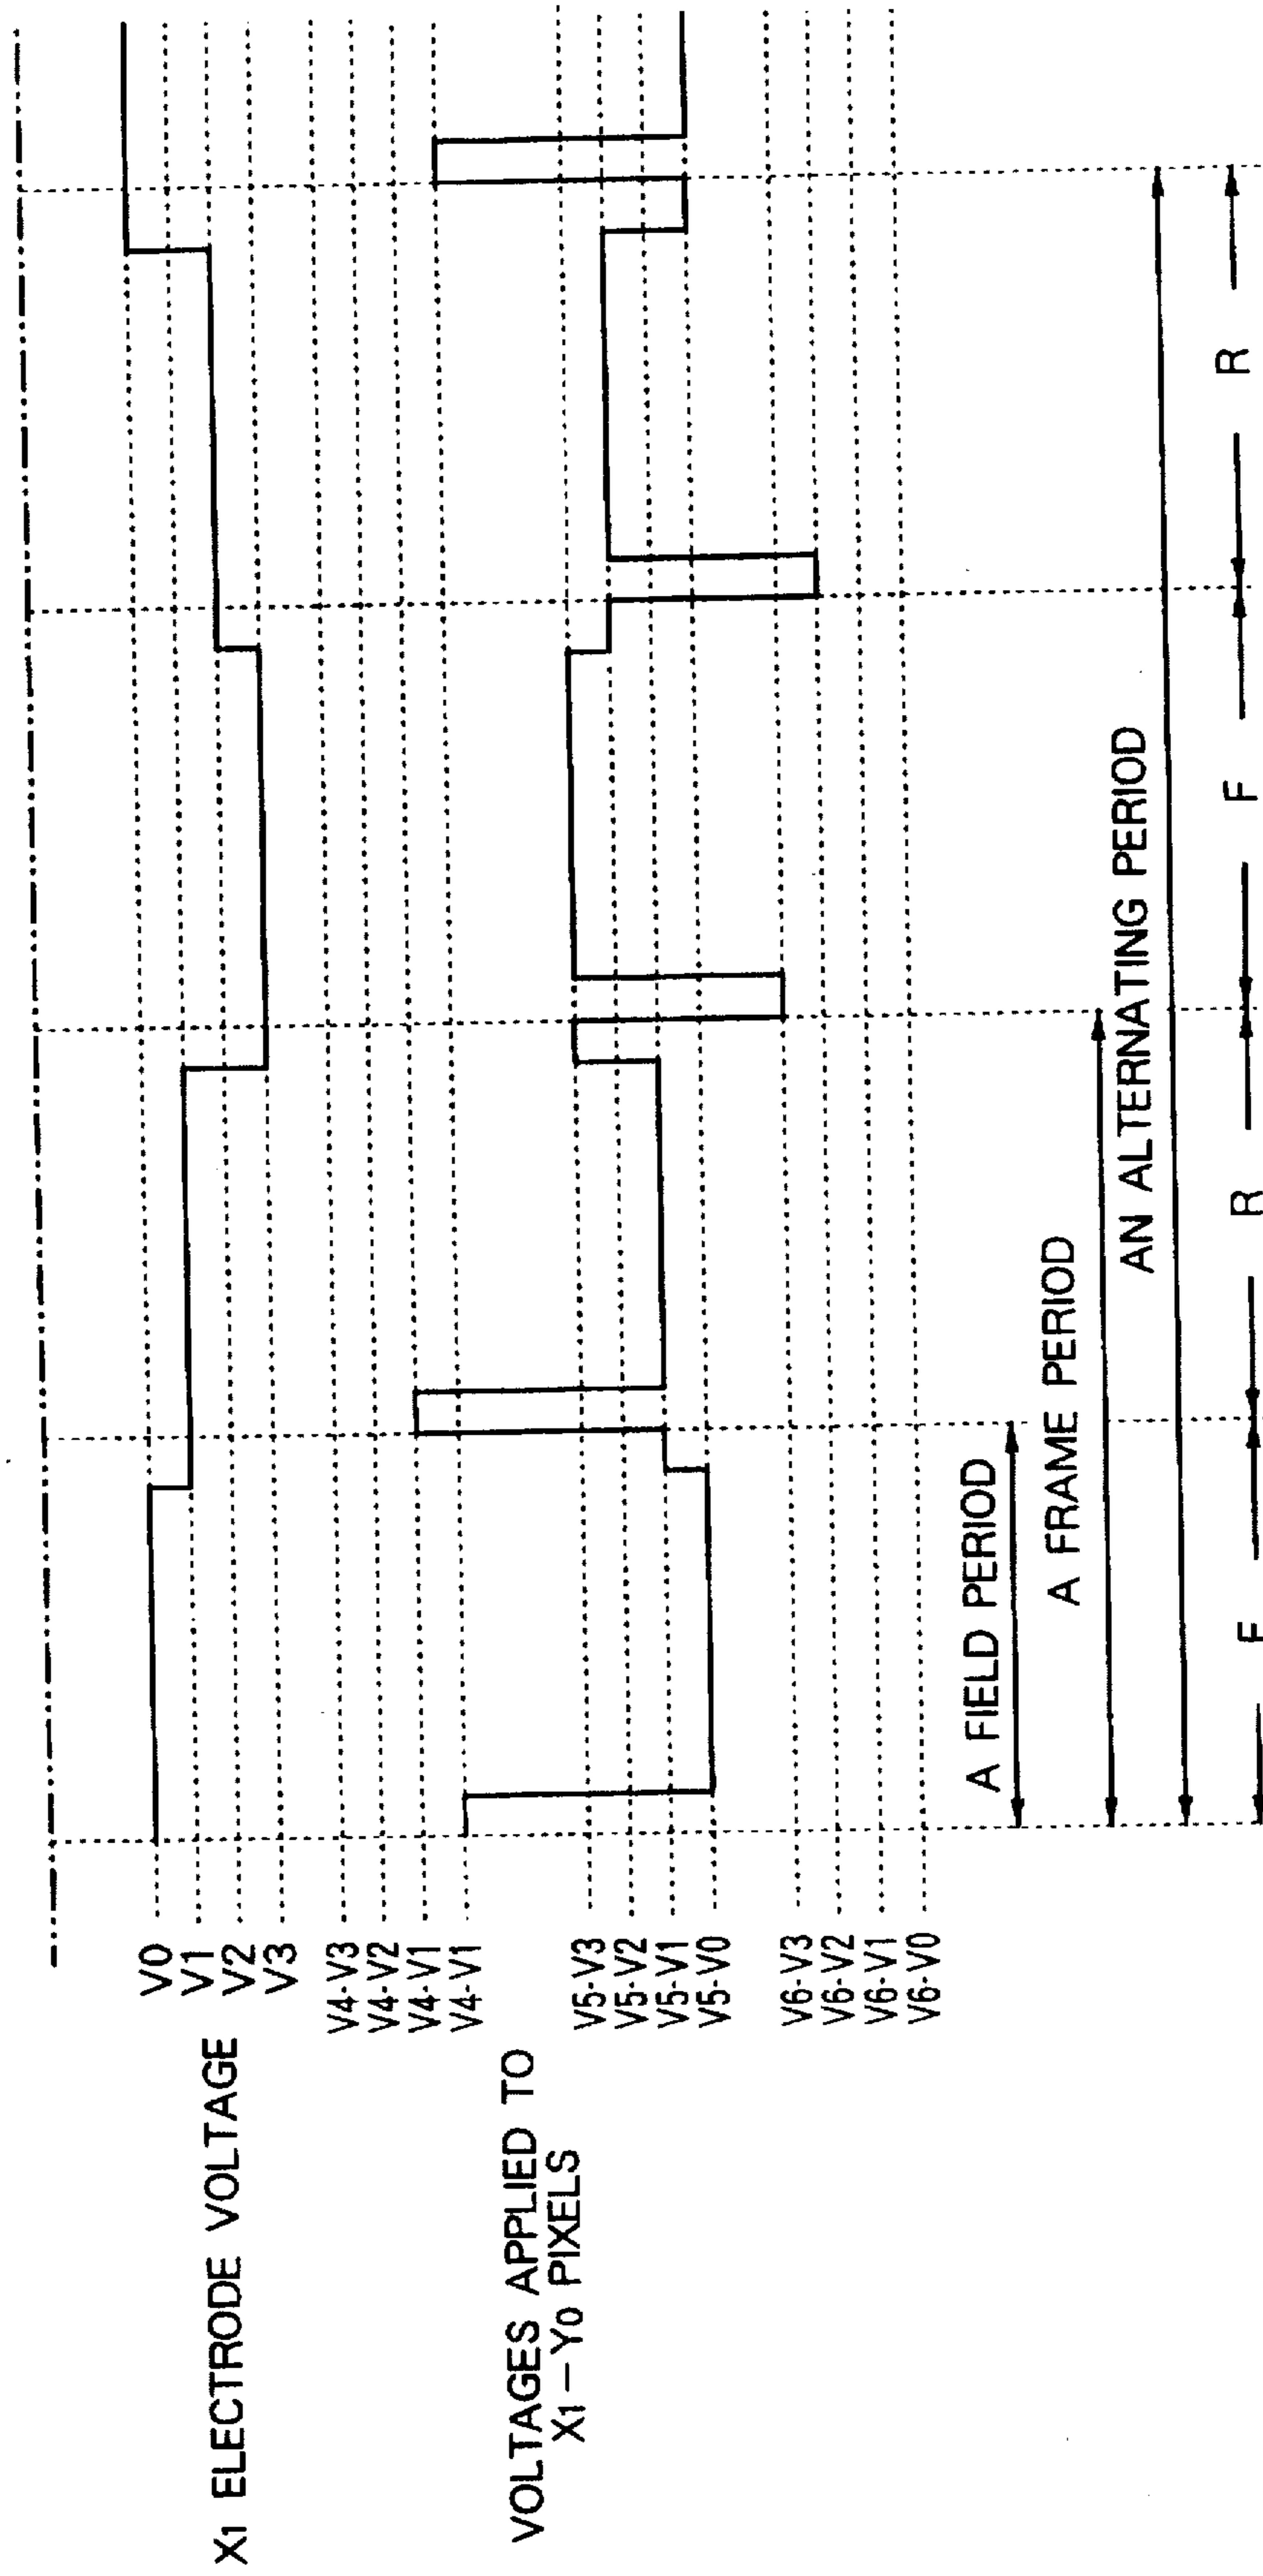 X1 ELECTRODE VOLTAGE
V0
V1
V2
V3
V4-V3
V4-V2
V4-V1
V4-V1
VOLTAGES APPLIED TO
X1-Y0 PIXELS
V5-V3
V5-V2
V5-V1
V5-V0
V6-V3
V6-V2
V6-V1
V6-V0
A FIELD PERIOD
A FRAME PERIOD
AN ALTERNATING PERIOD
F
R
F
R